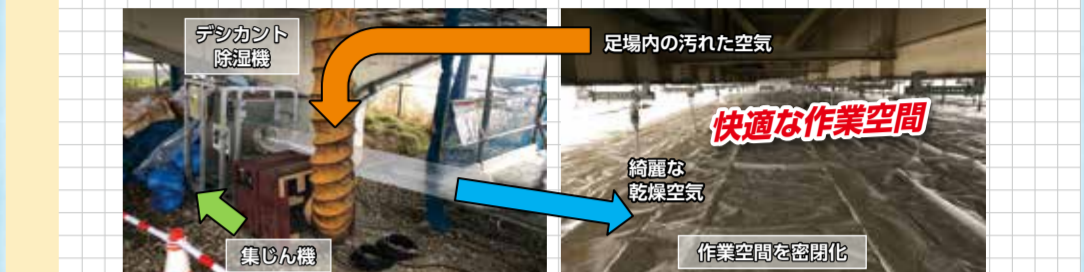 デシカント
除湿機
足場内の汚れた空気
快適な作業空間
綺麗な
乾燥空気
集じん機
作業空間を密閉化